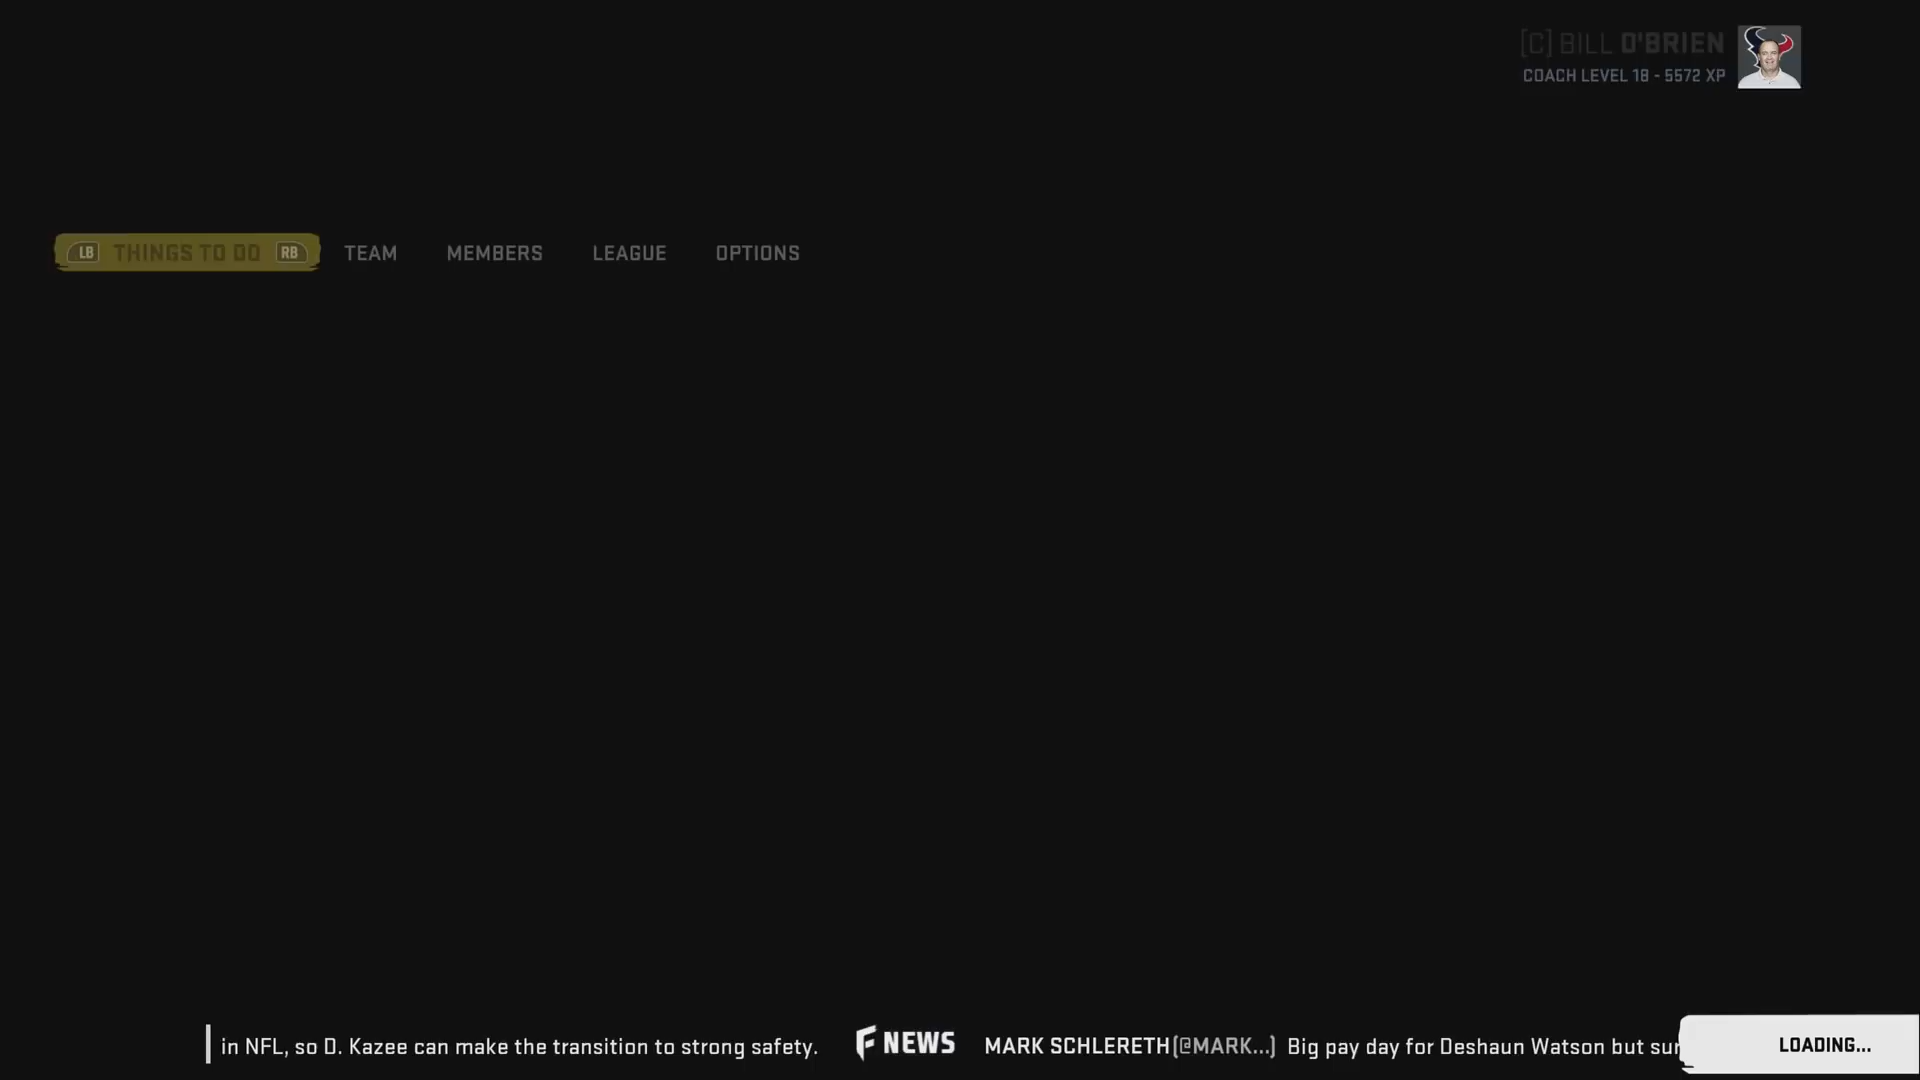 [C] BILL O'BRIEN
COACH LEVEL 18 - 5572 XP
LB THINGS TO DO RB TEAM MEMBERS LEAGUE OPTIONS
in NFL, so D. Kazee can make the transition to strong safety. F NEWS MARK SCHLERETH(@MARK...) Big pay day for Deshaun Watson but sur
LOADING...